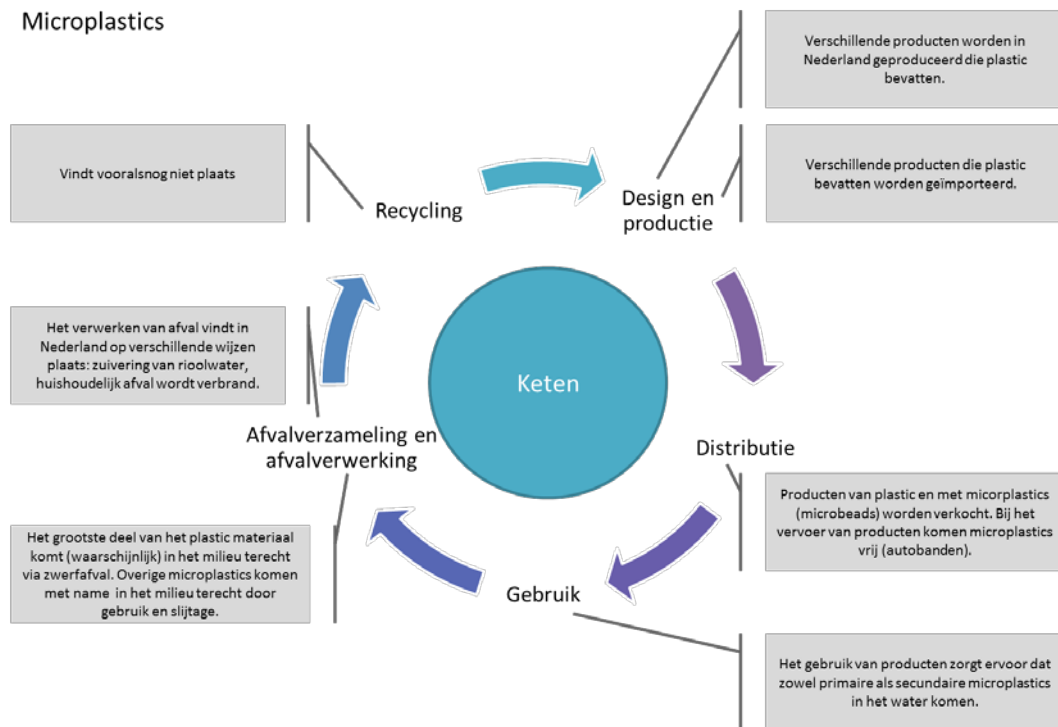 Microplastics
Verschillende producten worden in
Nederland geproduceerd die plastic
bevatten.
Vindt vooralsnog niet plaats
Verschillende producten die plastic
bevatten worden geïmporteerd.
Recycling
Design en
productie
Het verwerken van afval vindt in
Nederland op verschillende wijzen
plaats: zuivering van rioolwater,
huishoudelijk afval wordt verbrand.
Keten
Afvalverzameling en
afvalverwerking
Distributie
Producten van plastic en met micorplastics
(microbeads) worden verkocht. Bij het
vervoer van producten komen microplastics
vrij (autobanden).
Het grootste deel van het plastic materiaal
komt (waarschijnlijk) in het milieu terecht
via zwerfafval. Overige microplastics komen
met name in het milieu terecht door
gebruik en slijtage.
Gebruik
Het gebruik van producten zorgt ervoor dat
zowel primaire als secundaire microplastics
in het water komen.